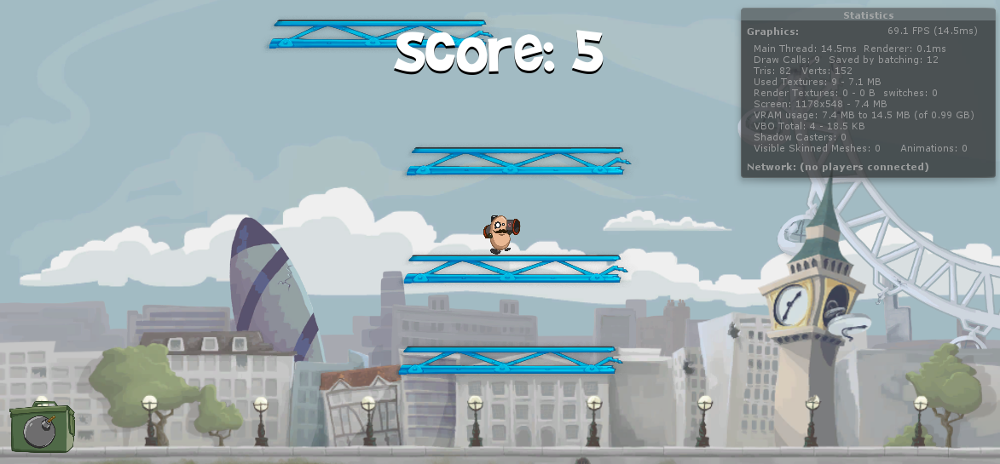 Statistics
Score: 5
Graphics: 69.1 FPS (14.5ms)
Main Thread: 14.5ms Renderer: 0.1ms
Draw Calls: 9 Saved by batching: 12
Tris: 82 Verts: 152
Used Textures: 9 - 7.1 MB
Render Textures: 0 - 0 B switches: 0
Screen: 1178x548 - 7.4 MB
VRAM usage: 7.4 MB to 14.5 MB (of 0.99 GB)
VBO Total: 4 - 18.5 KB
Shadow Casters: 0
Visible Skinned Meshes: 0 Animations: 0
Network: (no players connected)